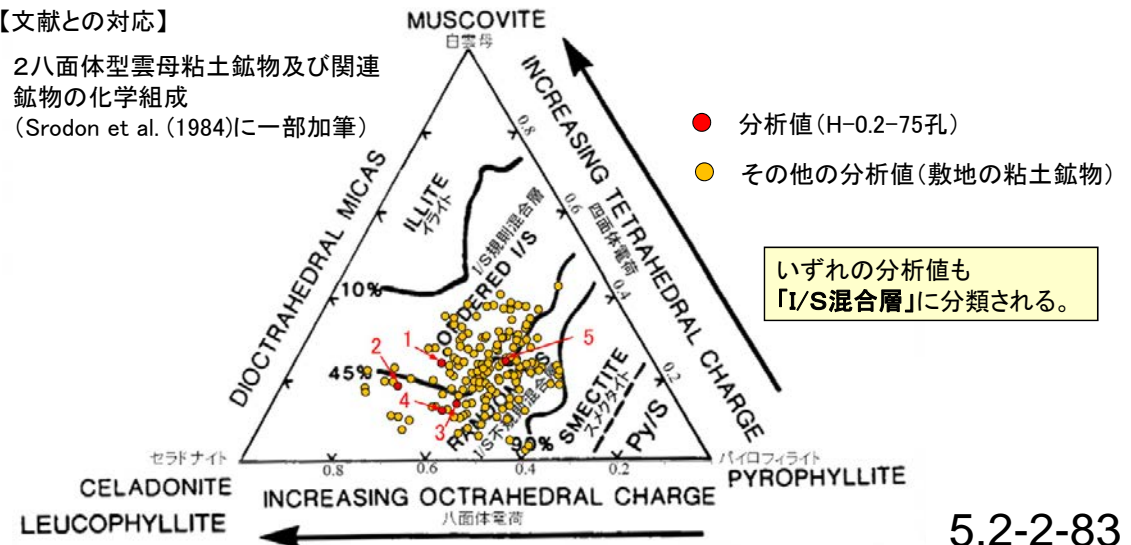 【文献との対応】
2八面体型雲母粘土鉱物及び関連
鉱物の化学組成
（Srodon et al. (1984)に一部加筆）
MUSCOVITE
白雲母
分析値（H-0.2-75孔）
その他の分析値（敷地の粘土鉱物）
いずれの分析値も
「I/S混合層」に分類される。
DIOCTRAHEDRAL MICAS
INCREASING TETRAHEDRAL CHARGE
四面体電荷
0.8
0.6
0.4
0.2
ILLITE
イライト
I/S規則混合層
ORDERED I/S
10%
45%
90%
1
2
3
4
5
I/S不規則混合層
SMECTITE
スメクタイト
Py/S
セラドナイト
CELADONITE
LEUCOPHYLLITE
0.8
0.6
0.4
0.2
パイロフィライト
PYROPHYLLITE
INCREASING OCTRAHEDRAL CHARGE
八面体電荷
5.2-2-83